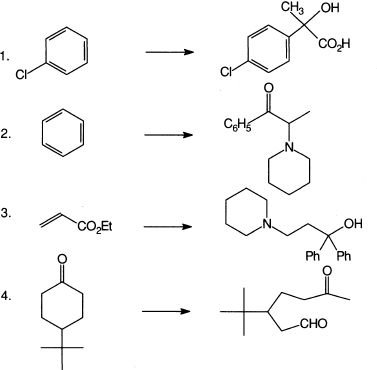 CH₃ OH
1. Cl CO₂H
Cl
O
2. C₆H₅
N
3. CO₂Et N OH
Ph Ph
O O
4. CHO